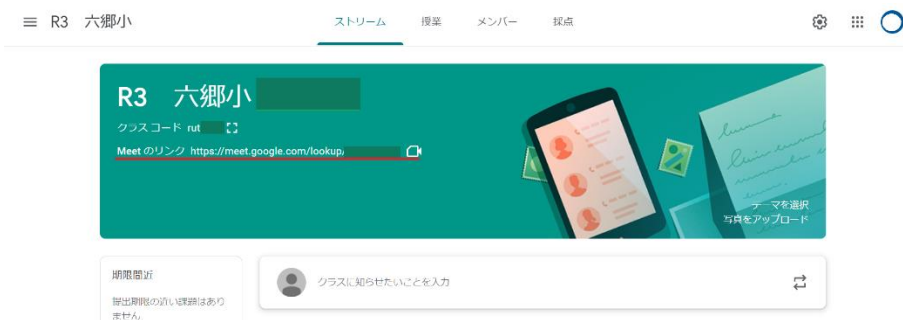 R3 六郷小
ストリーム 授業 メンバー 採点
R3 六郷小
クラス コード rut
Meet のリンク https://meet.google.com/lookup/
テーマを選択
写真をアップロード
期限間近
クラスに知らせたいことを入力
提出期限の近い課題はあり
ません